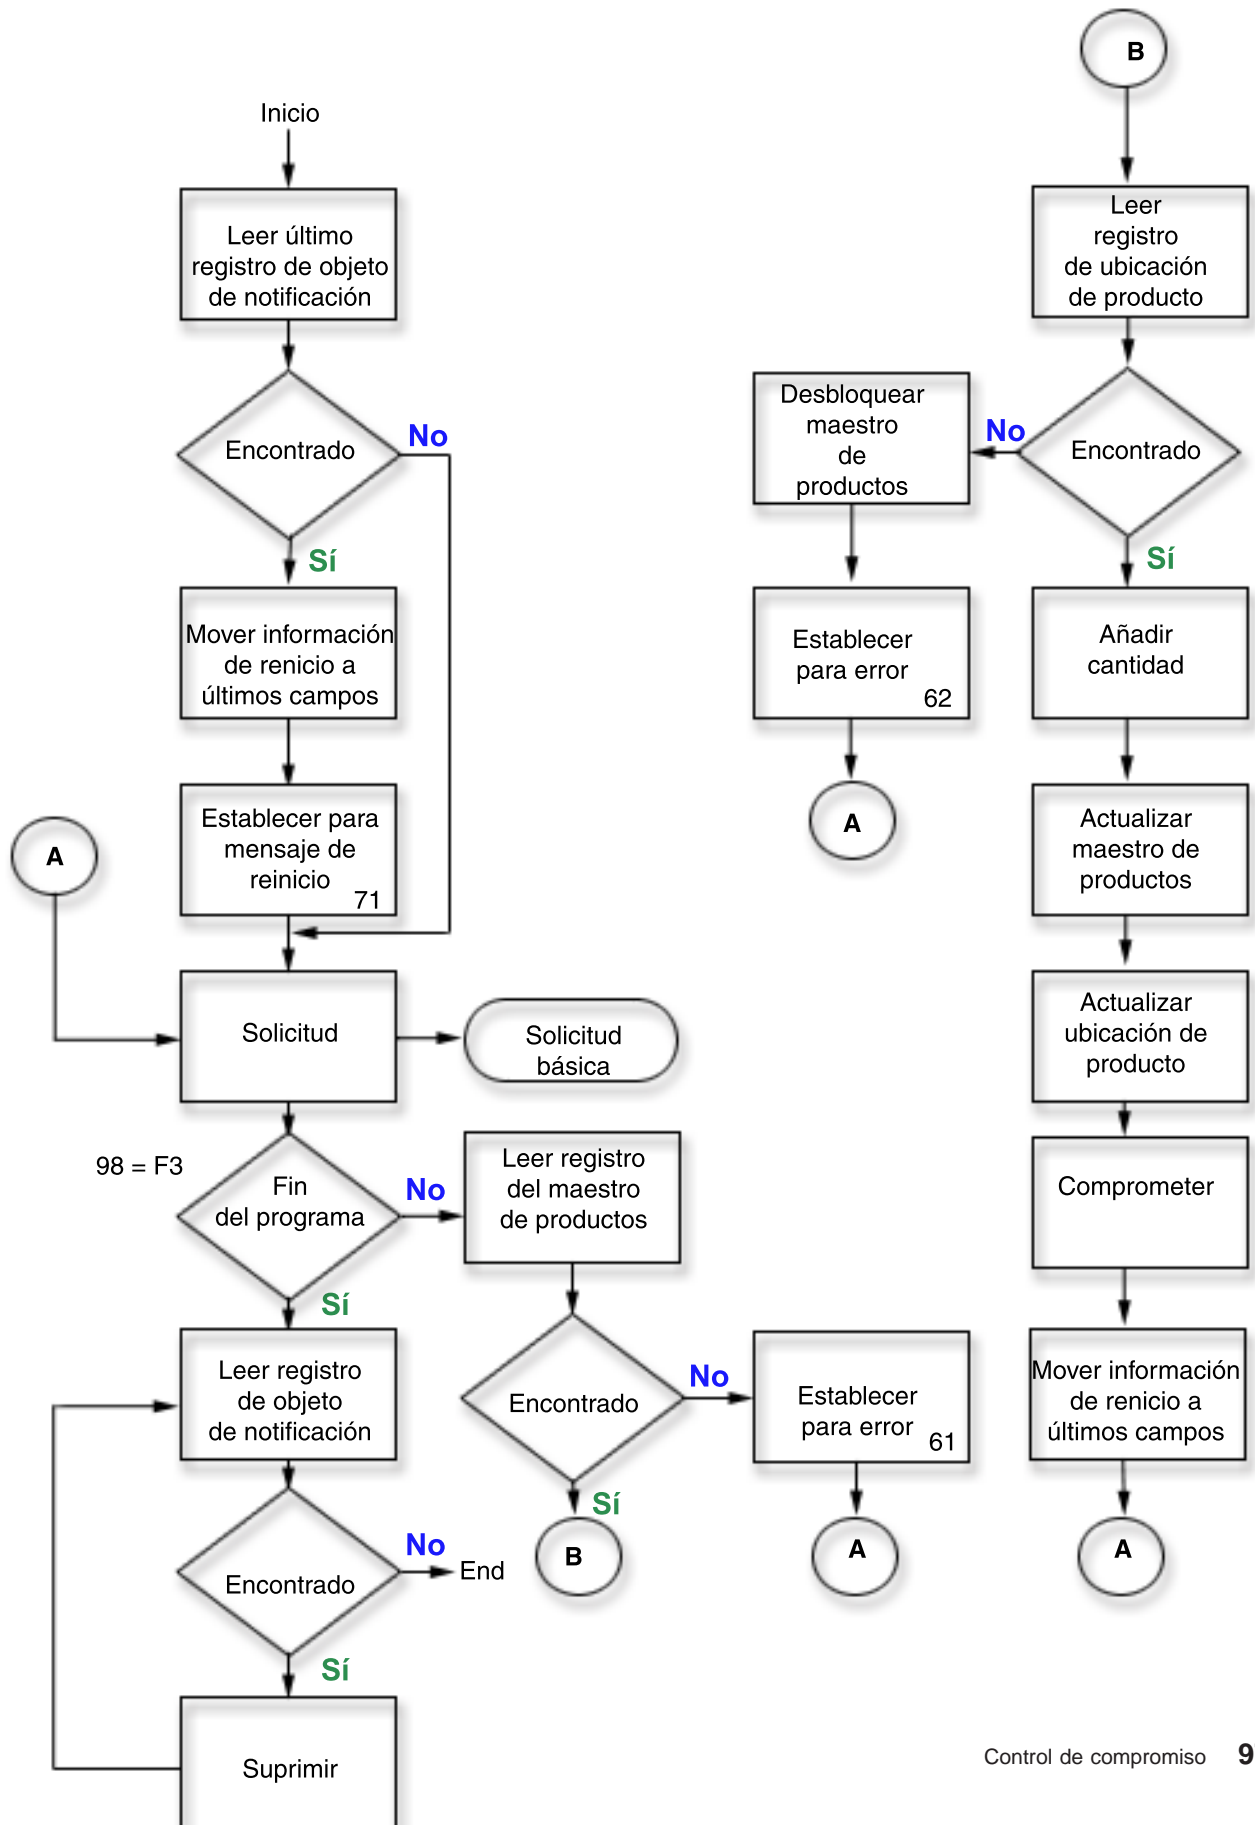 Inicio
Leer último
registro de objeto
de notificación
Encontrado
No
Sí
Mover información
de renicio a
últimos campos
Establecer para
mensaje de
reinicio
71
A
Solicitud
Solicitud
básica
98 = F3
Fin
del programa
No
Sí
Leer registro
de objeto
de notificación
Encontrado
No
End
Sí
Suprimir
Leer registro
del maestro
de productos
Encontrado
No
Sí
B
Establecer
para error
61
A
B
Leer
registro
de ubicación
de producto
Encontrado
No
Desbloquear
maestro
de
productos
Establecer
para error
62
A
Sí
Añadir
cantidad
Actualizar
maestro de
productos
Actualizar
ubicación de
producto
Comprometer
Mover información
de renicio a
últimos campos
A
Control de compromiso 9